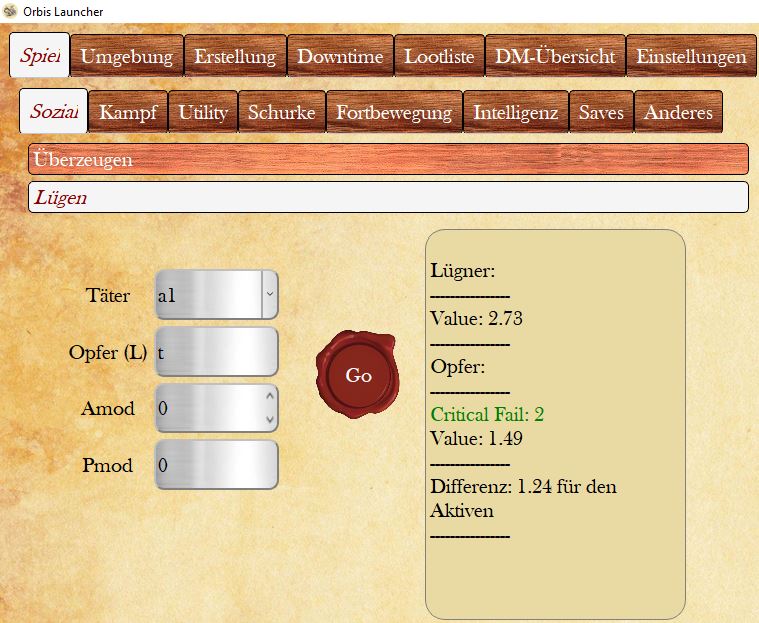 Orbis Launcher
Spiel Umgebung Erstellung Downtime Lootliste DM-Übersicht Einstellungen
Sozial Kampf Utility Schurke Fortbewegung Intelligenz Saves Anderes
Überzeugen
Lügen
Täter a1
Opfer (L) t
Amod 0
Pmod 0
Go
Lügner:
----------------
Value: 2.73
----------------
Opfer:
----------------
Critical Fail: 2
Value: 1.49
----------------
Differenz: 1.24 für den
Aktiven
----------------